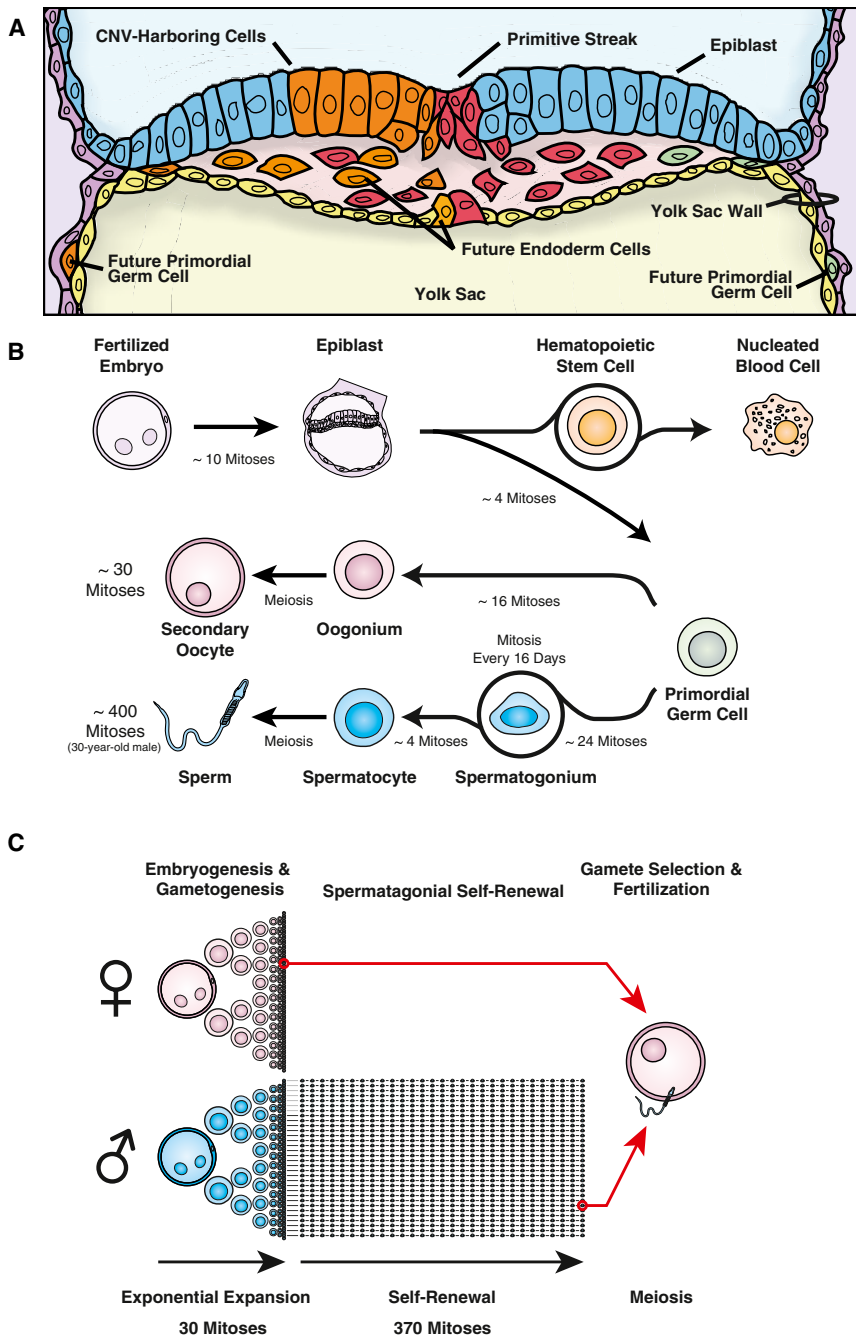 A
CNV-Harboring Cells
Primitive Streak
Epiblast
Yolk Sac Wall
Future Primordial
Germ Cell
Future Endoderm Cells
Future Primordial
Germ Cell
Yolk Sac
B
Fertilized
Embryo
Epiblast
Hematopoietic
Stem Cell
Nucleated
Blood Cell
~ 10 Mitoses
~ 4 Mitoses
~ 30
Mitoses
Meiosis
~ 16 Mitoses
Secondary
Oocyte
Oogonium
Mitosis
Every 16 Days
Primordial
Germ Cell
~ 400
Mitoses
(30-year-old male)
Meiosis
~ 4 Mitoses
~ 24 Mitoses
Sperm
Spermatocyte
Spermatogonium
C
Embryogenesis &
Gametogenesis
Spermatagonial Self-Renewal
Gamete Selection &
Fertilization
♀
♂
Exponential Expansion
Self-Renewal
Meiosis
30 Mitoses
370 Mitoses